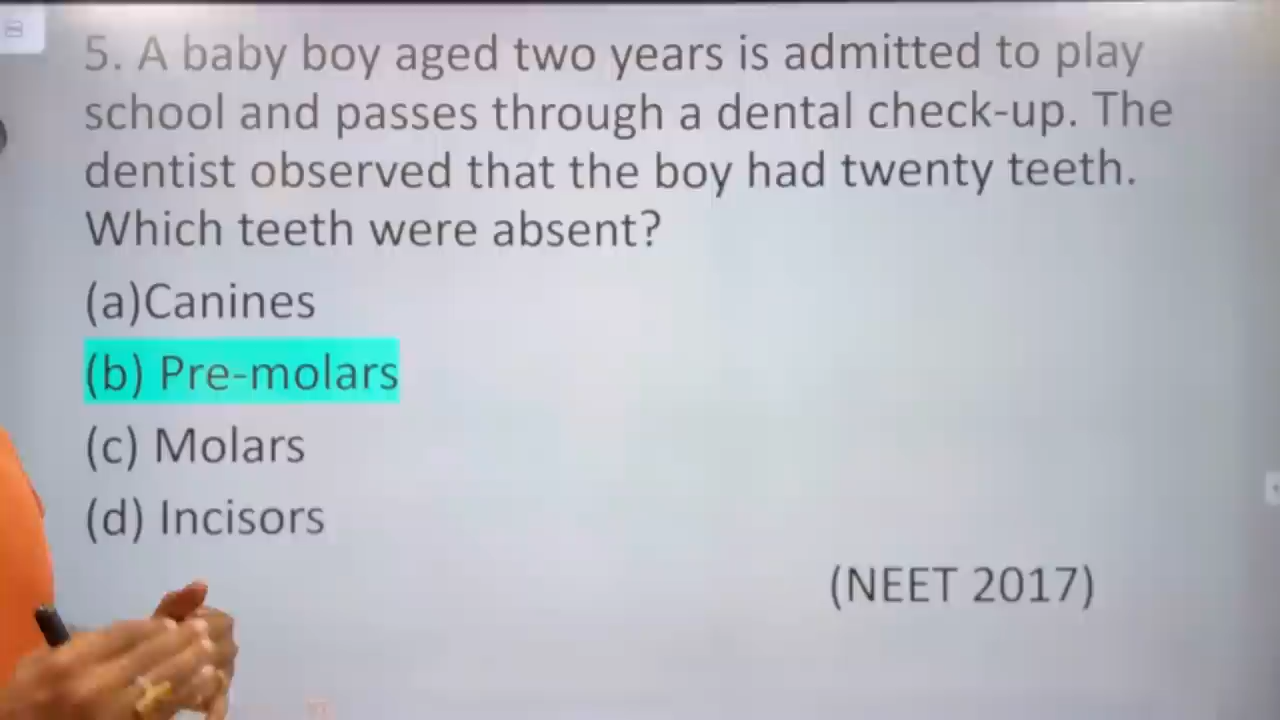 5. A baby boy aged two years is admitted to play
school and passes through a dental check-up. The
dentist observed that the boy had twenty teeth.
Which teeth were absent?
(a)Canines
(b) Pre-molars
(c) Molars
(d) Incisors
(NEET 2017)